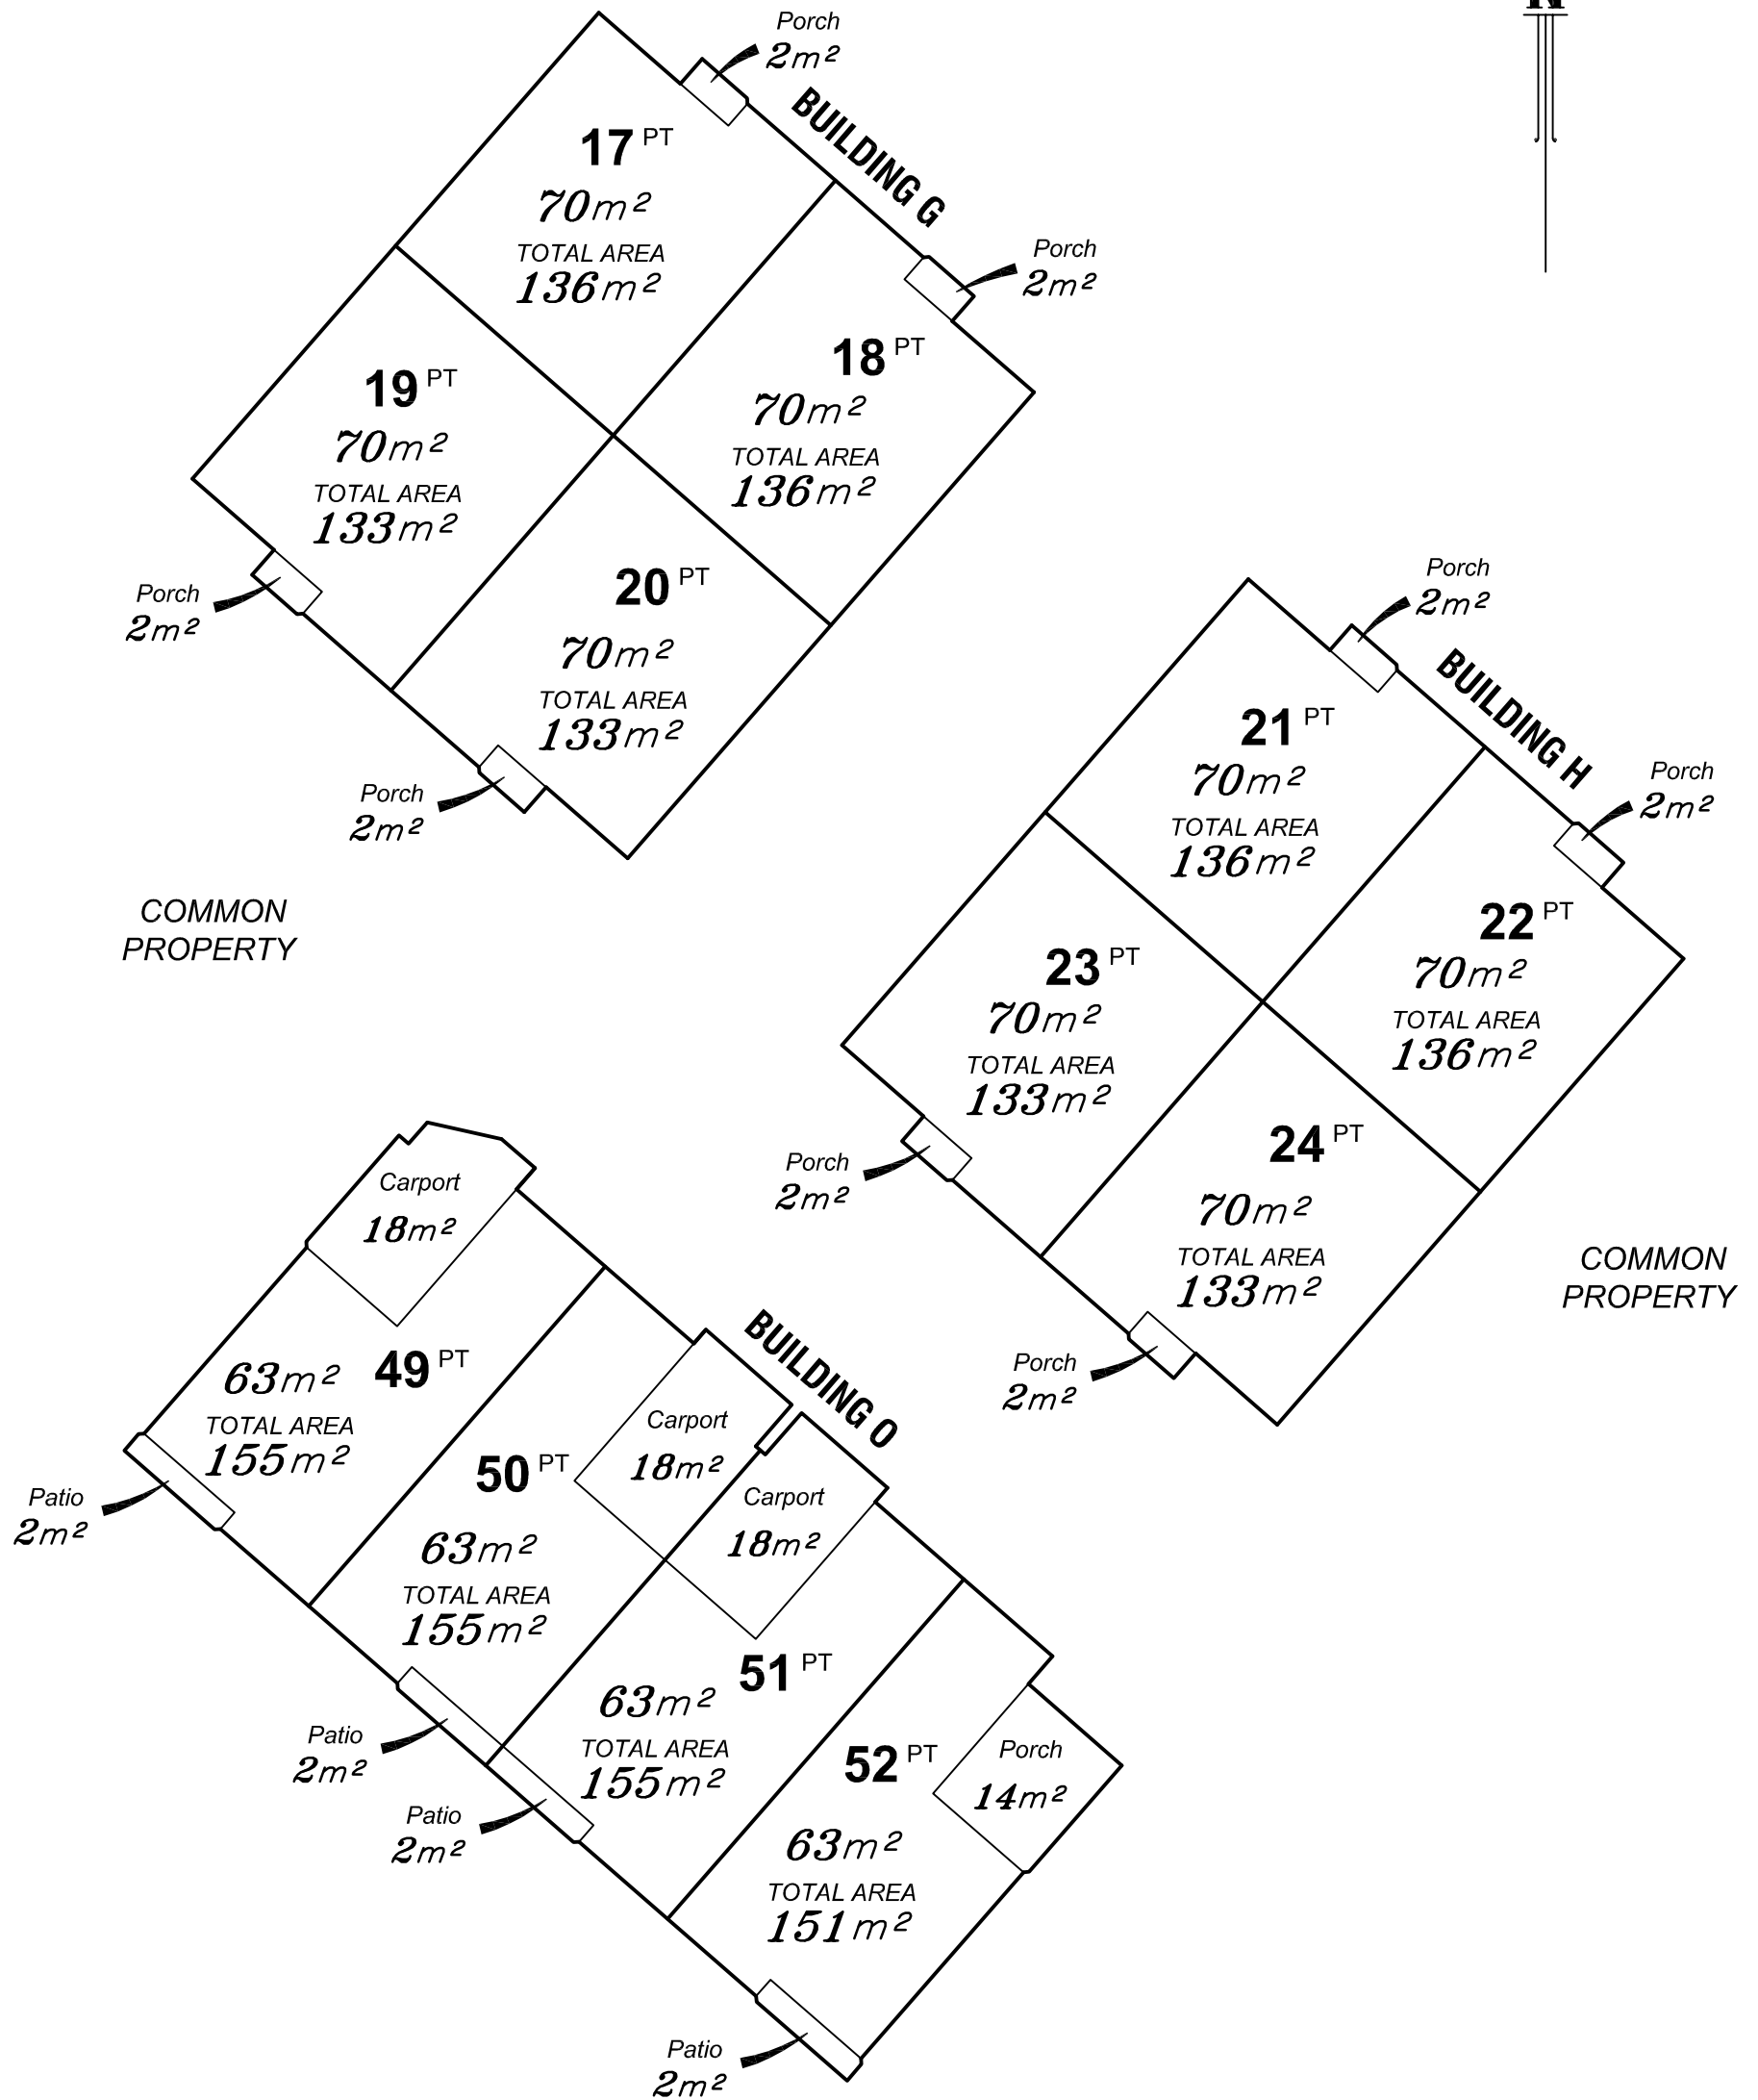 N
Porch
2m²
BUILDING G
17 PT
70m²
TOTAL AREA
136m²
Porch
2m²
18 PT
70m²
TOTAL AREA
136m²
19 PT
70m²
TOTAL AREA
133m²
Porch
2m²
20 PT
70m²
TOTAL AREA
133m²
Porch
2m²
COMMON
PROPERTY
Porch
2m²
BUILDING H
21 PT
70m²
TOTAL AREA
136m²
Porch
2m²
22 PT
70m²
TOTAL AREA
136m²
23 PT
70m²
TOTAL AREA
133m²
Porch
2m²
24 PT
70m²
TOTAL AREA
133m²
Porch
2m²
COMMON
PROPERTY
Carport
18m²
BUILDING O
49 PT
63m²
TOTAL AREA
155m²
Patio
2m²
Carport
18m²
50 PT
63m²
TOTAL AREA
155m²
Patio
2m²
Carport
18m²
51 PT
63m²
TOTAL AREA
155m²
Patio
2m²
52 PT
Porch
14m²
63m²
TOTAL AREA
151m²
Patio
2m²